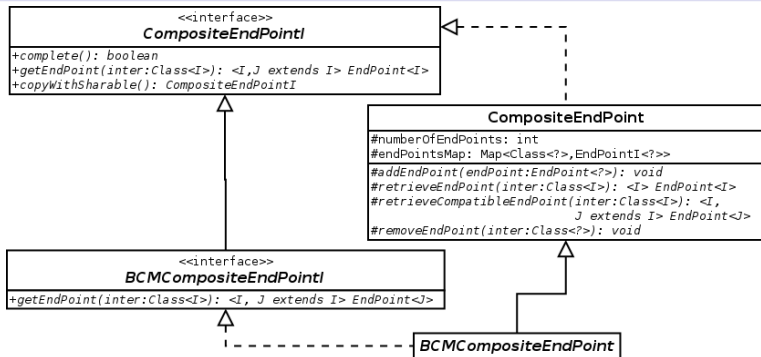 <<interface>>
CompositeEndPointI
+complete(): boolean
+getEndPoint(inter:Class<I>): <I,J extends I> EndPoint<I>
+copyWithSharable(): CompositeEndPointI
CompositeEndPoint
#numberOfEndPoints: int
#endPointsMap: Map<Class<?>,EndPointI<?>>
#addEndPoint(endPoint:EndPoint<?>): void
#retrieveEndPoint(inter:Class<I>): <I> EndPoint<I>
#retrieveCompatibleEndPoint(inter:Class<I>): <I,
J extends I> EndPoint<J>
#removeEndPoint(inter:Class<?>): void
<<interface>>
BCMCompositeEndPointI
+getEndPoint(inter:Class<I>): <I, J extends I> EndPoint<J>
BCMCompositeEndPoint